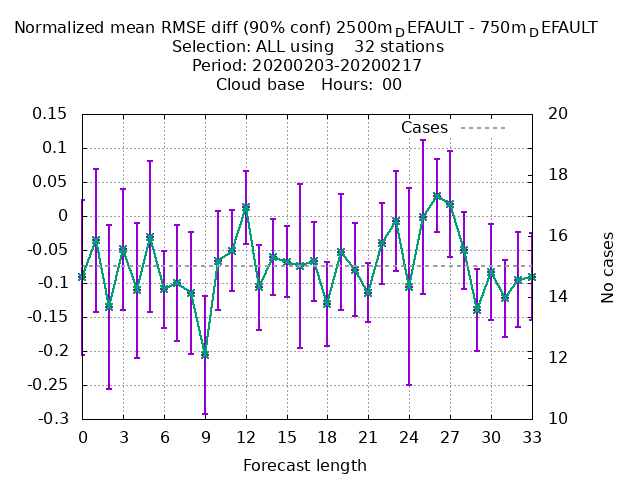 Normalized mean RMSE diff (90% conf) 2500m_DEFAULT - 750m_DEFAULT
Selection: ALL using 32 stations
Period: 20200203-20200217
Cloud base Hours: 00
Cases
0.15
0.1
0.05
0
-0.05
-0.1
-0.15
-0.2
-0.25
-0.3
20
18
16
14
12
10
No cases
0 3 6 9 12 15 18 21 24 27 30 33
Forecast length